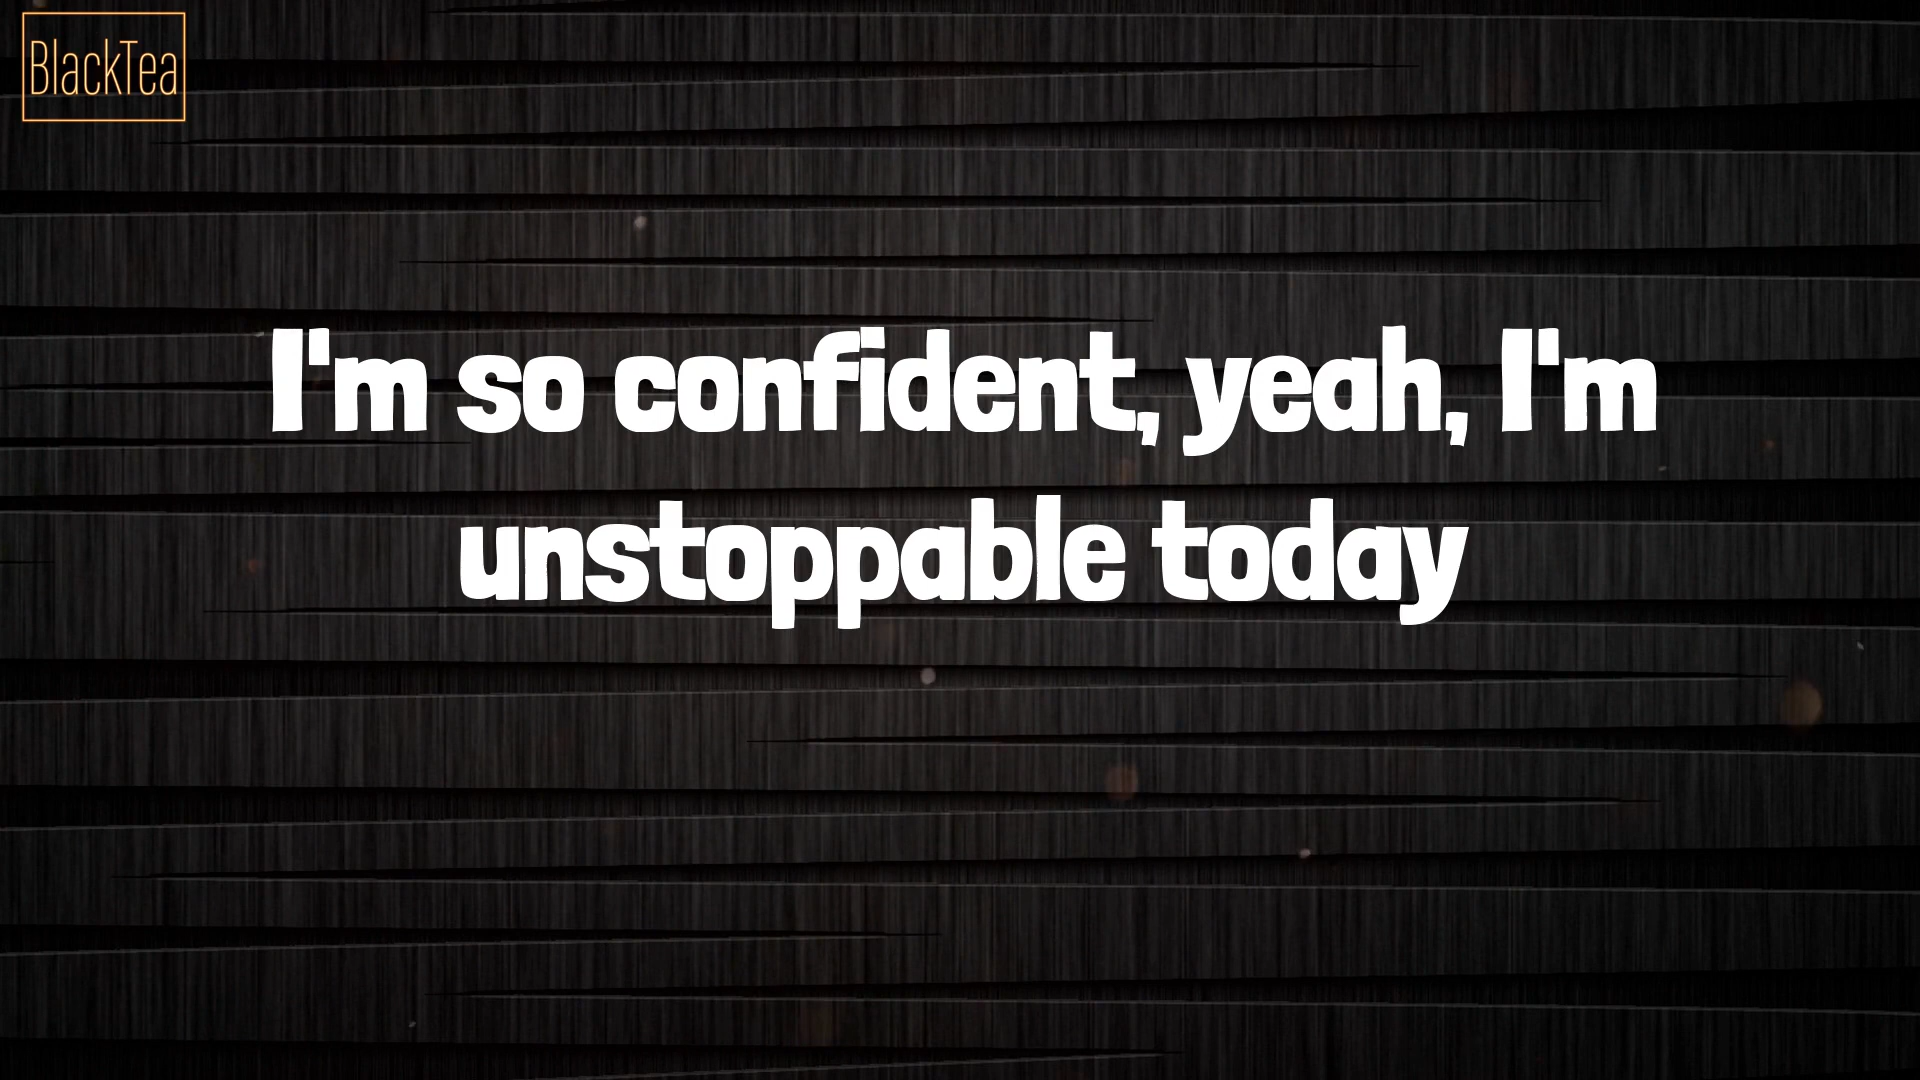 BlackTea
I'm so confident, yeah, I'm
unstoppable today